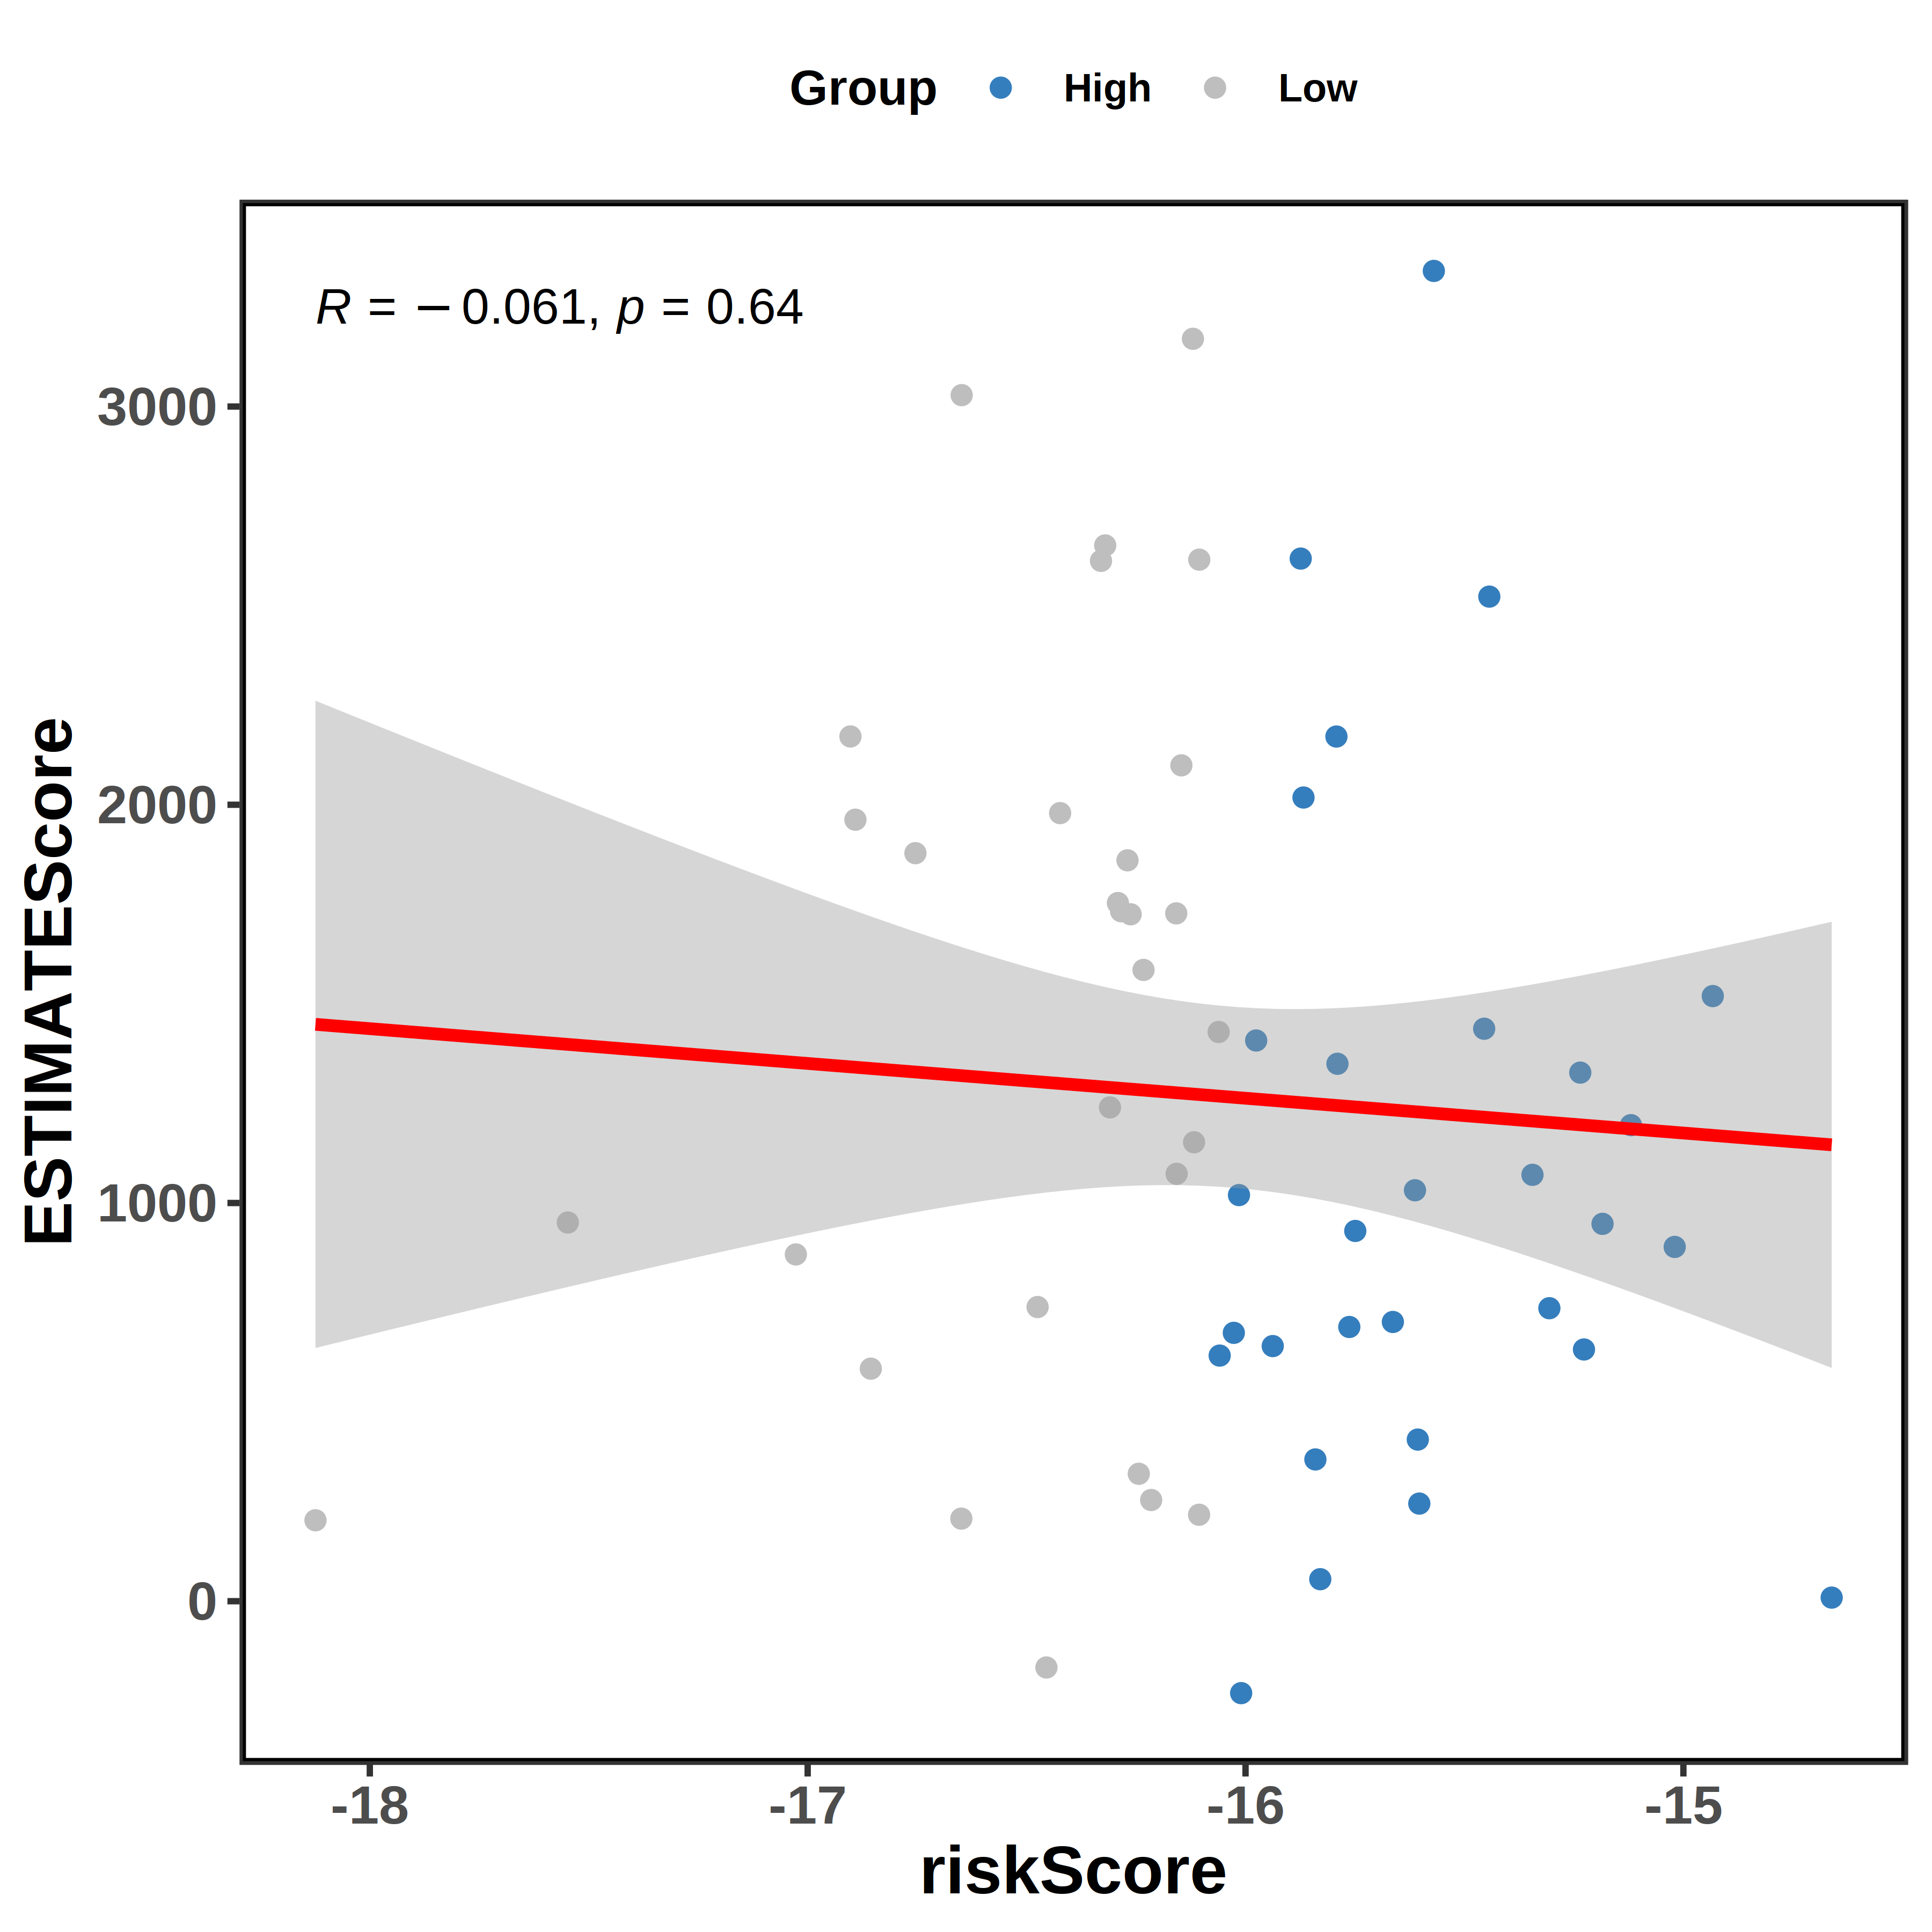 Group High Low
R = − 0.061, p = 0.64
ESTIMATEScore
3000
2000
1000
0
-18 -17 -16 -15
riskScore